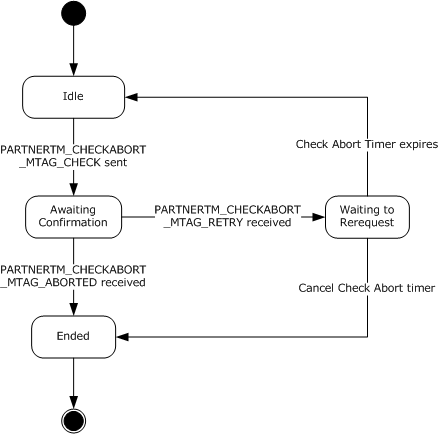 Idle
Check Abort Timer expires
PARTNERTM_CHECKABORT
_MTAG_CHECK sent
Awaiting
Confirmation
PARTNERTM_CHECKABORT
_MTAG_RETRY received
Waiting to
Rerequest
PARTNERTM_CHECKABORT
_MTAG_ABORTED received
Cancel Check Abort timer
Ended